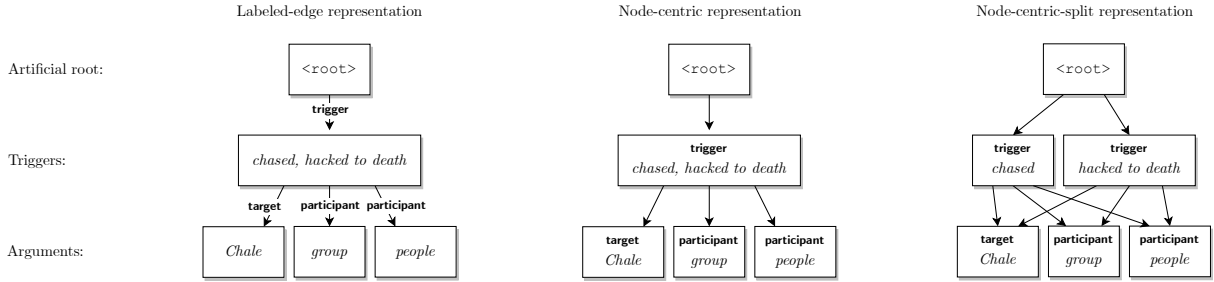 Labeled-edge representation Node-centric representation Node-centric-split representation
Artificial root: <root> <root> <root>
trigger
Triggers: chased, hacked to death trigger chased, hacked to death trigger chased trigger hacked to death
target participant participant
Arguments: Chale group people target Chale participant group participant people target Chale participant group participant people